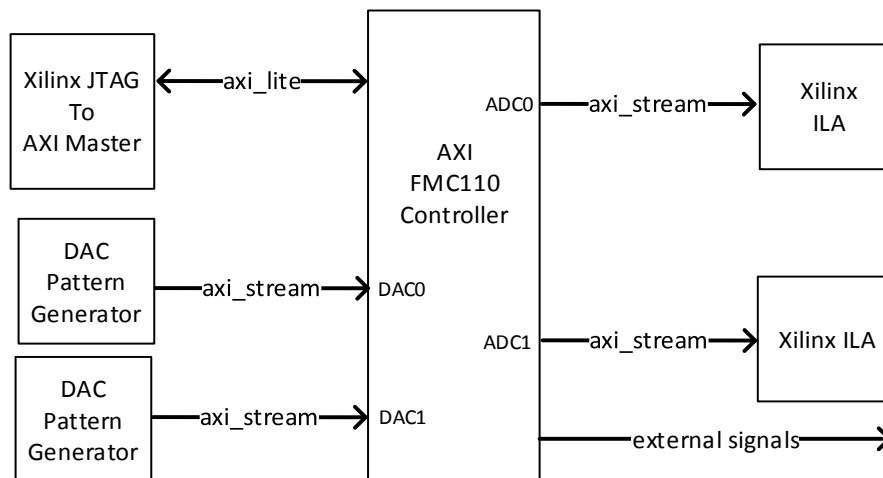 Xilinx JTAG
To
AXI Master
axi_lite
ADC0
axi_stream
Xilinx
ILA
AXI
FMC110
Controller
DAC
Pattern
Generator
axi_stream
DAC0
ADC1
axi_stream
Xilinx ILA
DAC
Pattern
Generator
axi_stream
DAC1
external signals